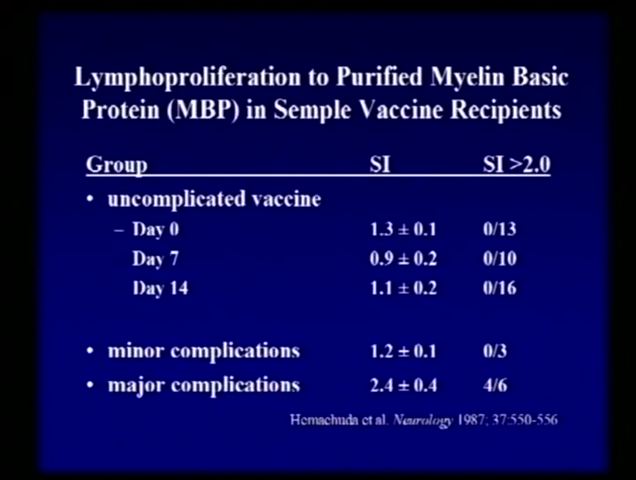 Lymphoproliferation to Purified Myelin Basic
Protein (MBP) in Semple Vaccine Recipients
Group SI SI >2.0
• uncomplicated vaccine
– Day 0 1.3 ± 0.1 0/13
Day 7 0.9 ± 0.2 0/10
Day 14 1.1 ± 0.2 0/16
• minor complications 1.2 ± 0.1 0/3
• major complications 2.4 ± 0.4 4/6
Hemachuda et al. Neurology 1987; 37:550-556